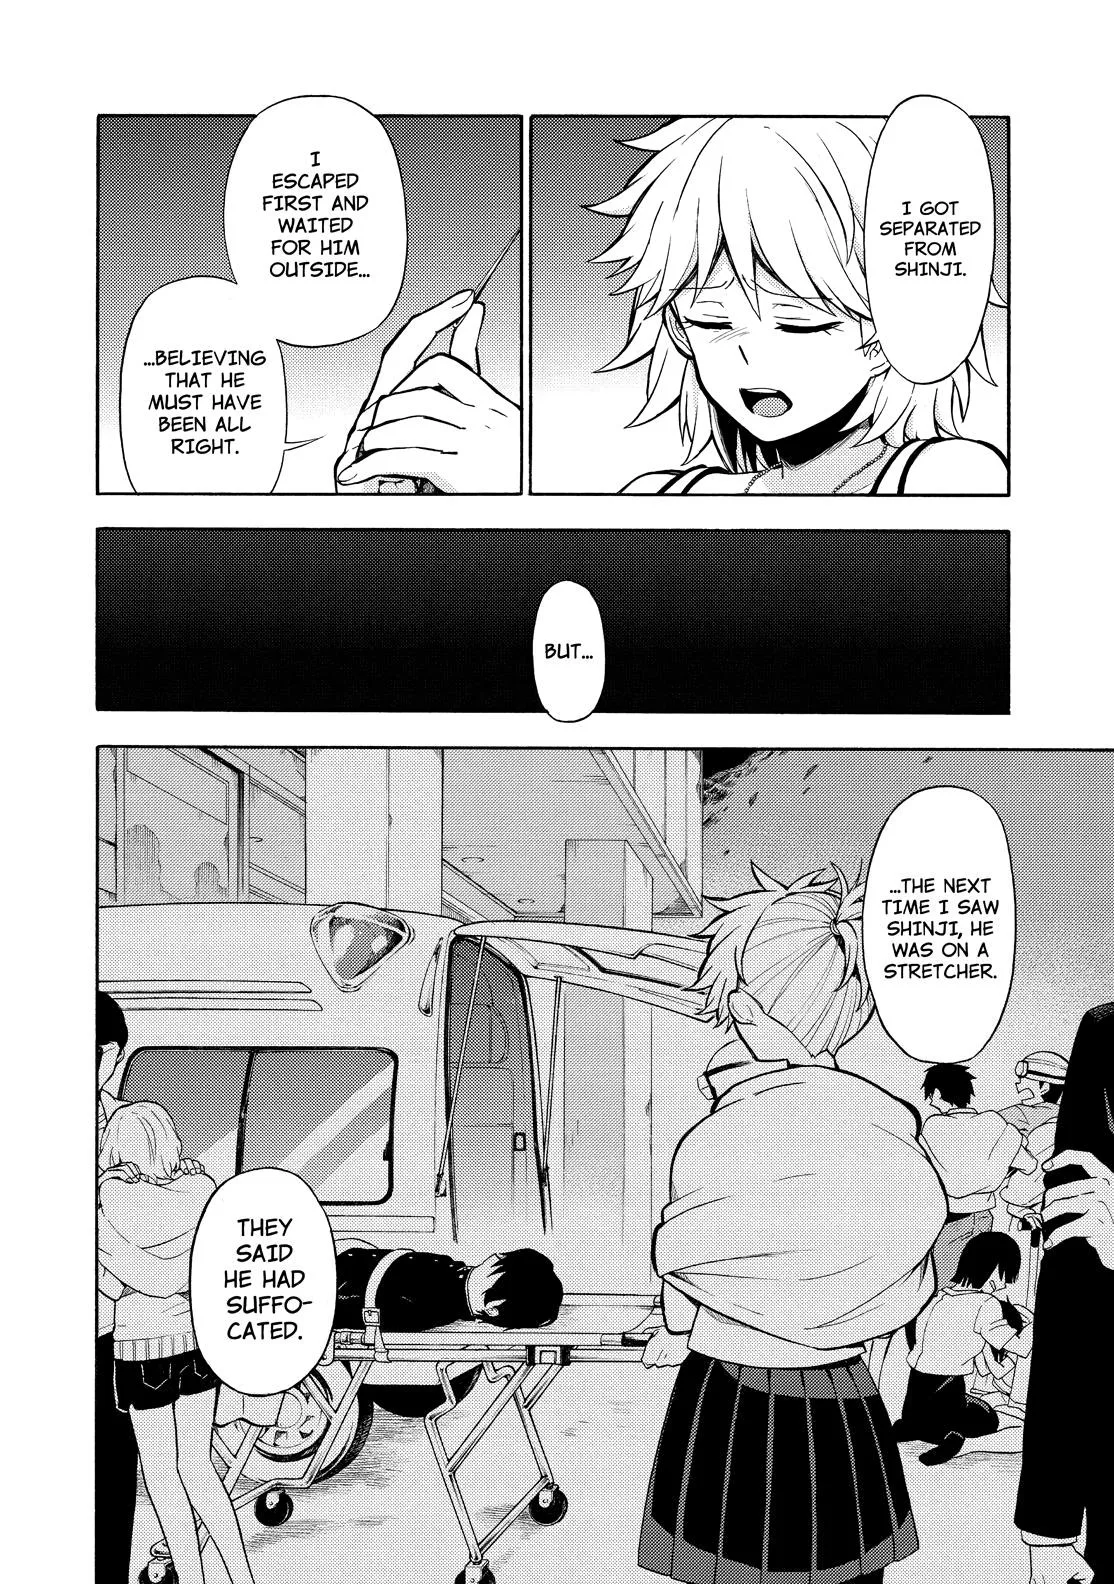 I GOT
SEPARATED
FROM
SHINJI.
I
ESCAPED
FIRST AND
WAITED
FOR HIM
OUTSIDE...
...BELIEVING
THAT HE
MUST HAVE
BEEN ALL
RIGHT.
BUT...
...THE NEXT
TIME I SAW
SHINJI, HE
WAS ON A
STRETCHER.
THEY
SAID
HE HAD
SUFFO-
CATED.